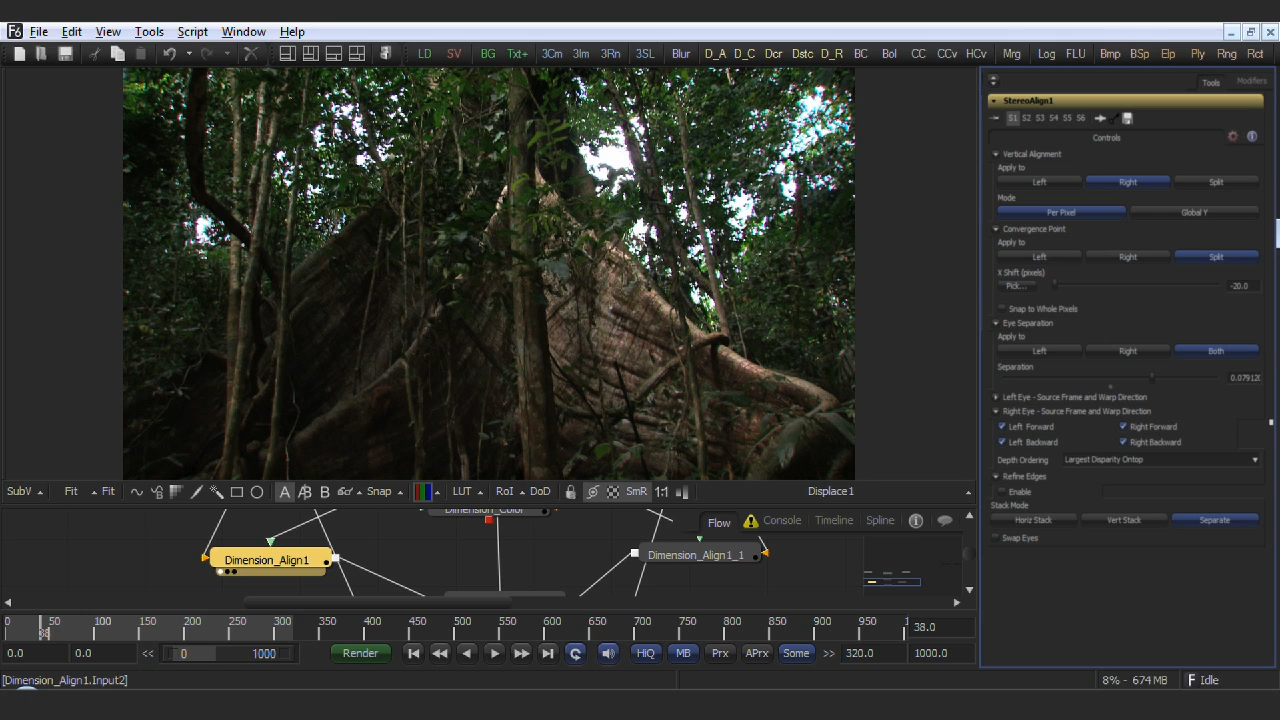 F6 File Edit View Tools Script Window Help
LD SV BG Txt+ 3Cm 3Im 3Rn 3SL Blur D_A D_C Dcr Dstc D_R BC Bol CC CCv HCv Mrg Log FLU Bmp BSp Elp Ply Rng Rct
Tools Modifiers
StereoAlign1
S1 S2 S3 S4 S5 S6
Controls
Vertical Alignment
Apply to
Left Right Split
Mode
Per Pixel Global Y
Convergence Point
Apply to
Left Right Split
X Shift (pixels)
Pick... -20.0
Snap to Whole Pixels
Eye Separation
Apply to
Left Right Both
Separation
0.07912
Left Eye - Source Frame and Warp Direction
Right Eye - Source Frame and Warp Direction
Left Forward Right Forward
Left Backward Right Backward
Depth Ordering Largest Disparity Ontop
Refine Edges
Enable
Stack Mode
Horiz Stack Vert Stack Separate
Swap Eyes
SubV Fit Fit A B Snap LUT RoI DoD SmR 1:1 Displace1
Dimension_Color
Flow Console Timeline Spline
Dimension_Align1 Dimension_Align1_1
0 50 100 150 200 250 300 350 400 450 500 550 600 650 700 750 800 850 900 950 1
38 38.0
0.0 0.0 << 0 1000 Render HiQ MB Prx APrx Some >> 320.0 1000.0
[Dimension_Align1.Input2] 8% - 674 MB F Idle